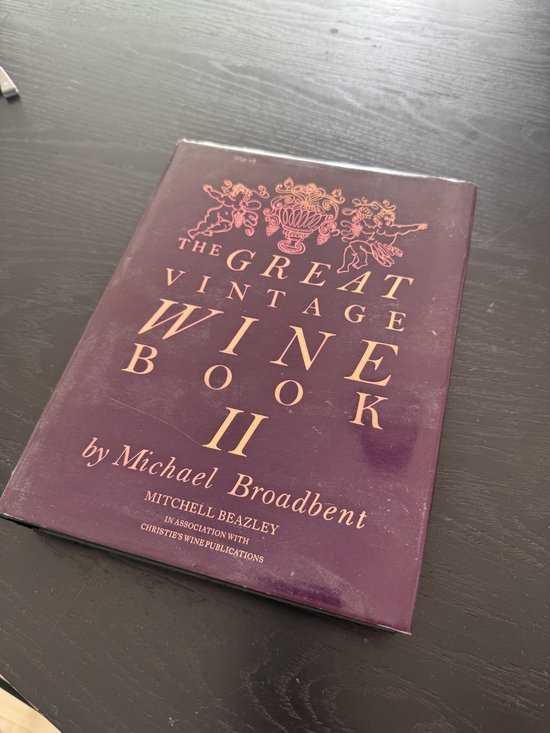 THE GREAT
VINTAGE
WINE
BOOK
II
by Michael Broadbent
MITCHELL BEAZLEY
IN ASSOCIATION WITH
CHRISTIE'S WINE PUBLICATIONS